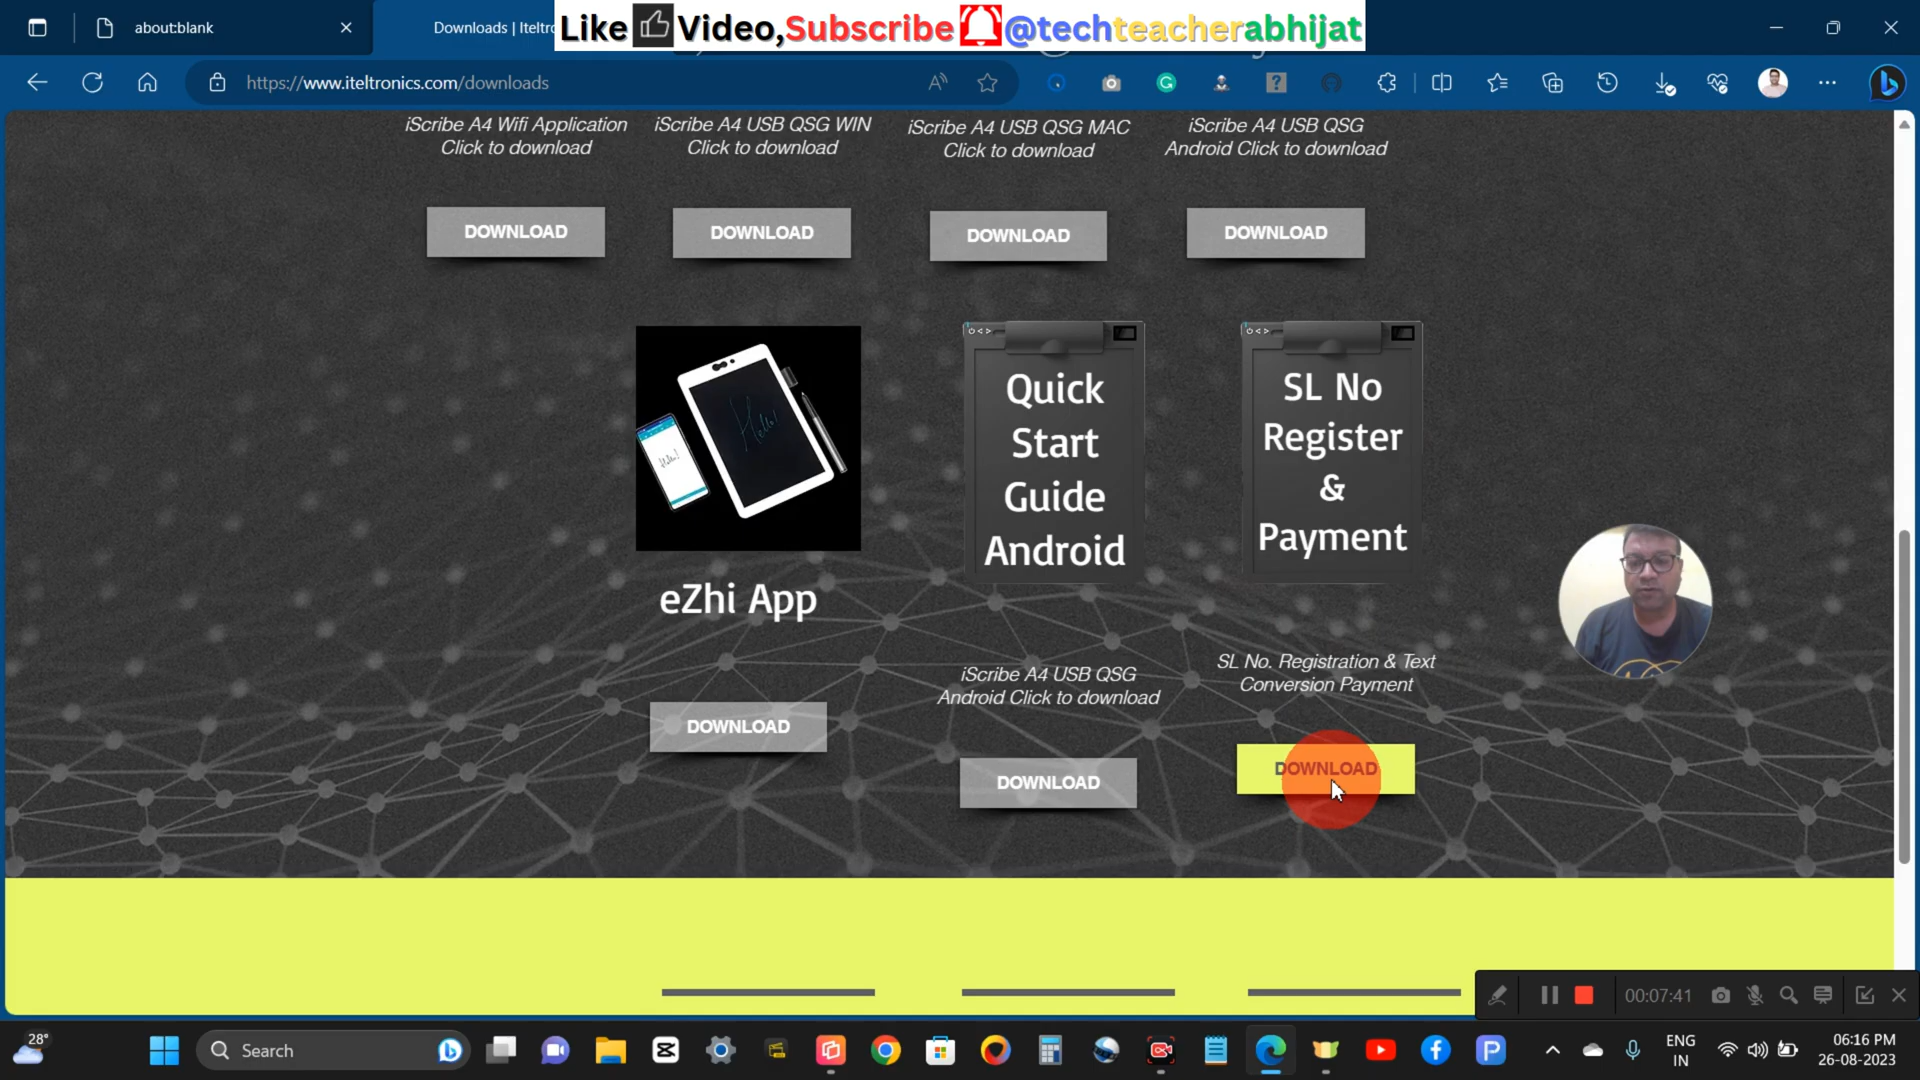 about:blank
Downloads | Iteltro
Like Video,Subscribe @techteacherabhijat
https://www.iteltronics.com/downloads
iScribe A4 Wifi Application
Click to download
iScribe A4 USB QSG WIN
Click to download
iScribe A4 USB QSG MAC
Click to download
iScribe A4 USB QSG
Android Click to download
DOWNLOAD
DOWNLOAD
DOWNLOAD
DOWNLOAD
Hello!
Hello!
eZhi App
DOWNLOAD
Quick
Start
Guide
Android
iScribe A4 USB QSG
Android Click to download
DOWNLOAD
SL No
Register
&
Payment
SL No. Registration & Text
Conversion Payment
DOWNLOAD
00:07:41
28°
Search
ENG
IN
06:16 PM
26-08-2023